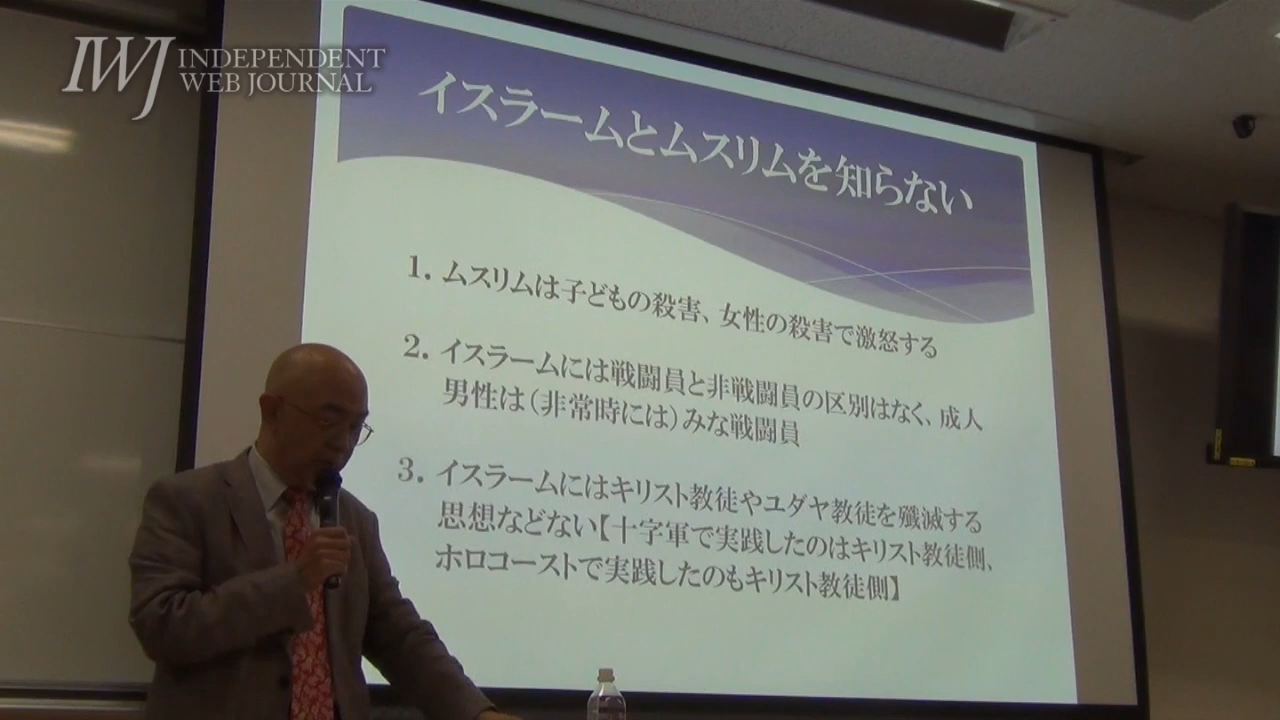 IWJ INDEPENDENT
WEB JOURNAL
イスラームとムスリムを知らない
1. ムスリムは子どもの殺害、女性の殺害で激怒する
2. イスラームには戦闘員と非戦闘員の区別はなく、成人
男性は(非常時には)みな戦闘員
3. イスラームにはキリスト教徒やユダヤ教徒を殲滅する
思想などない【十字軍で実践したのはキリスト教徒側、
ホロコーストで実践したのもキリスト教徒側】